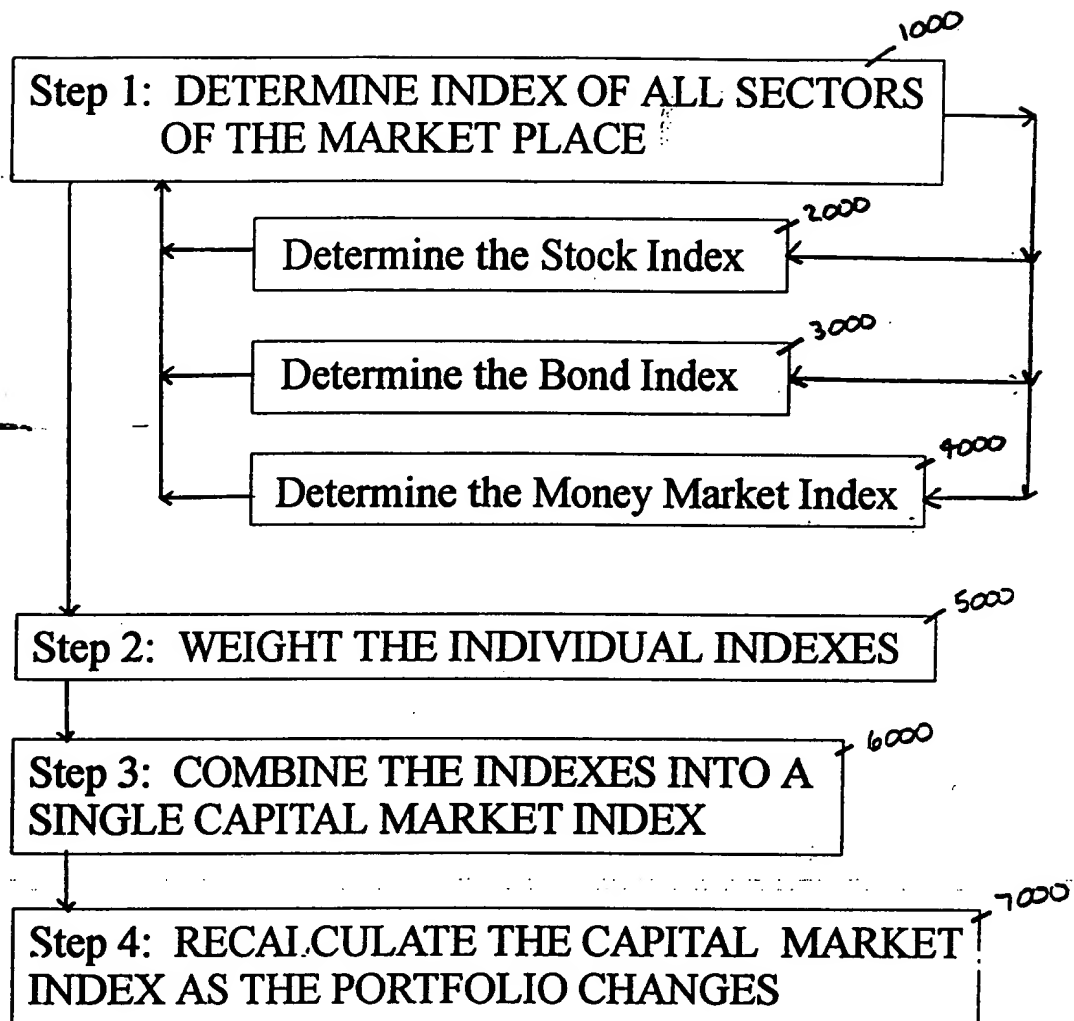 1000
Step 1: DETERMINE INDEX OF ALL SECTORS
OF THE MARKET PLACE
2000
Determine the Stock Index
3000
Determine the Bond Index
4000
Determine the Money Market Index
5000
Step 2: WEIGHT THE INDIVIDUAL INDEXES
6000
Step 3: COMBINE THE INDEXES INTO A
SINGLE CAPITAL MARKET INDEX
7000
Step 4: RECALCULATE THE CAPITAL MARKET
INDEX AS THE PORTFOLIO CHANGES